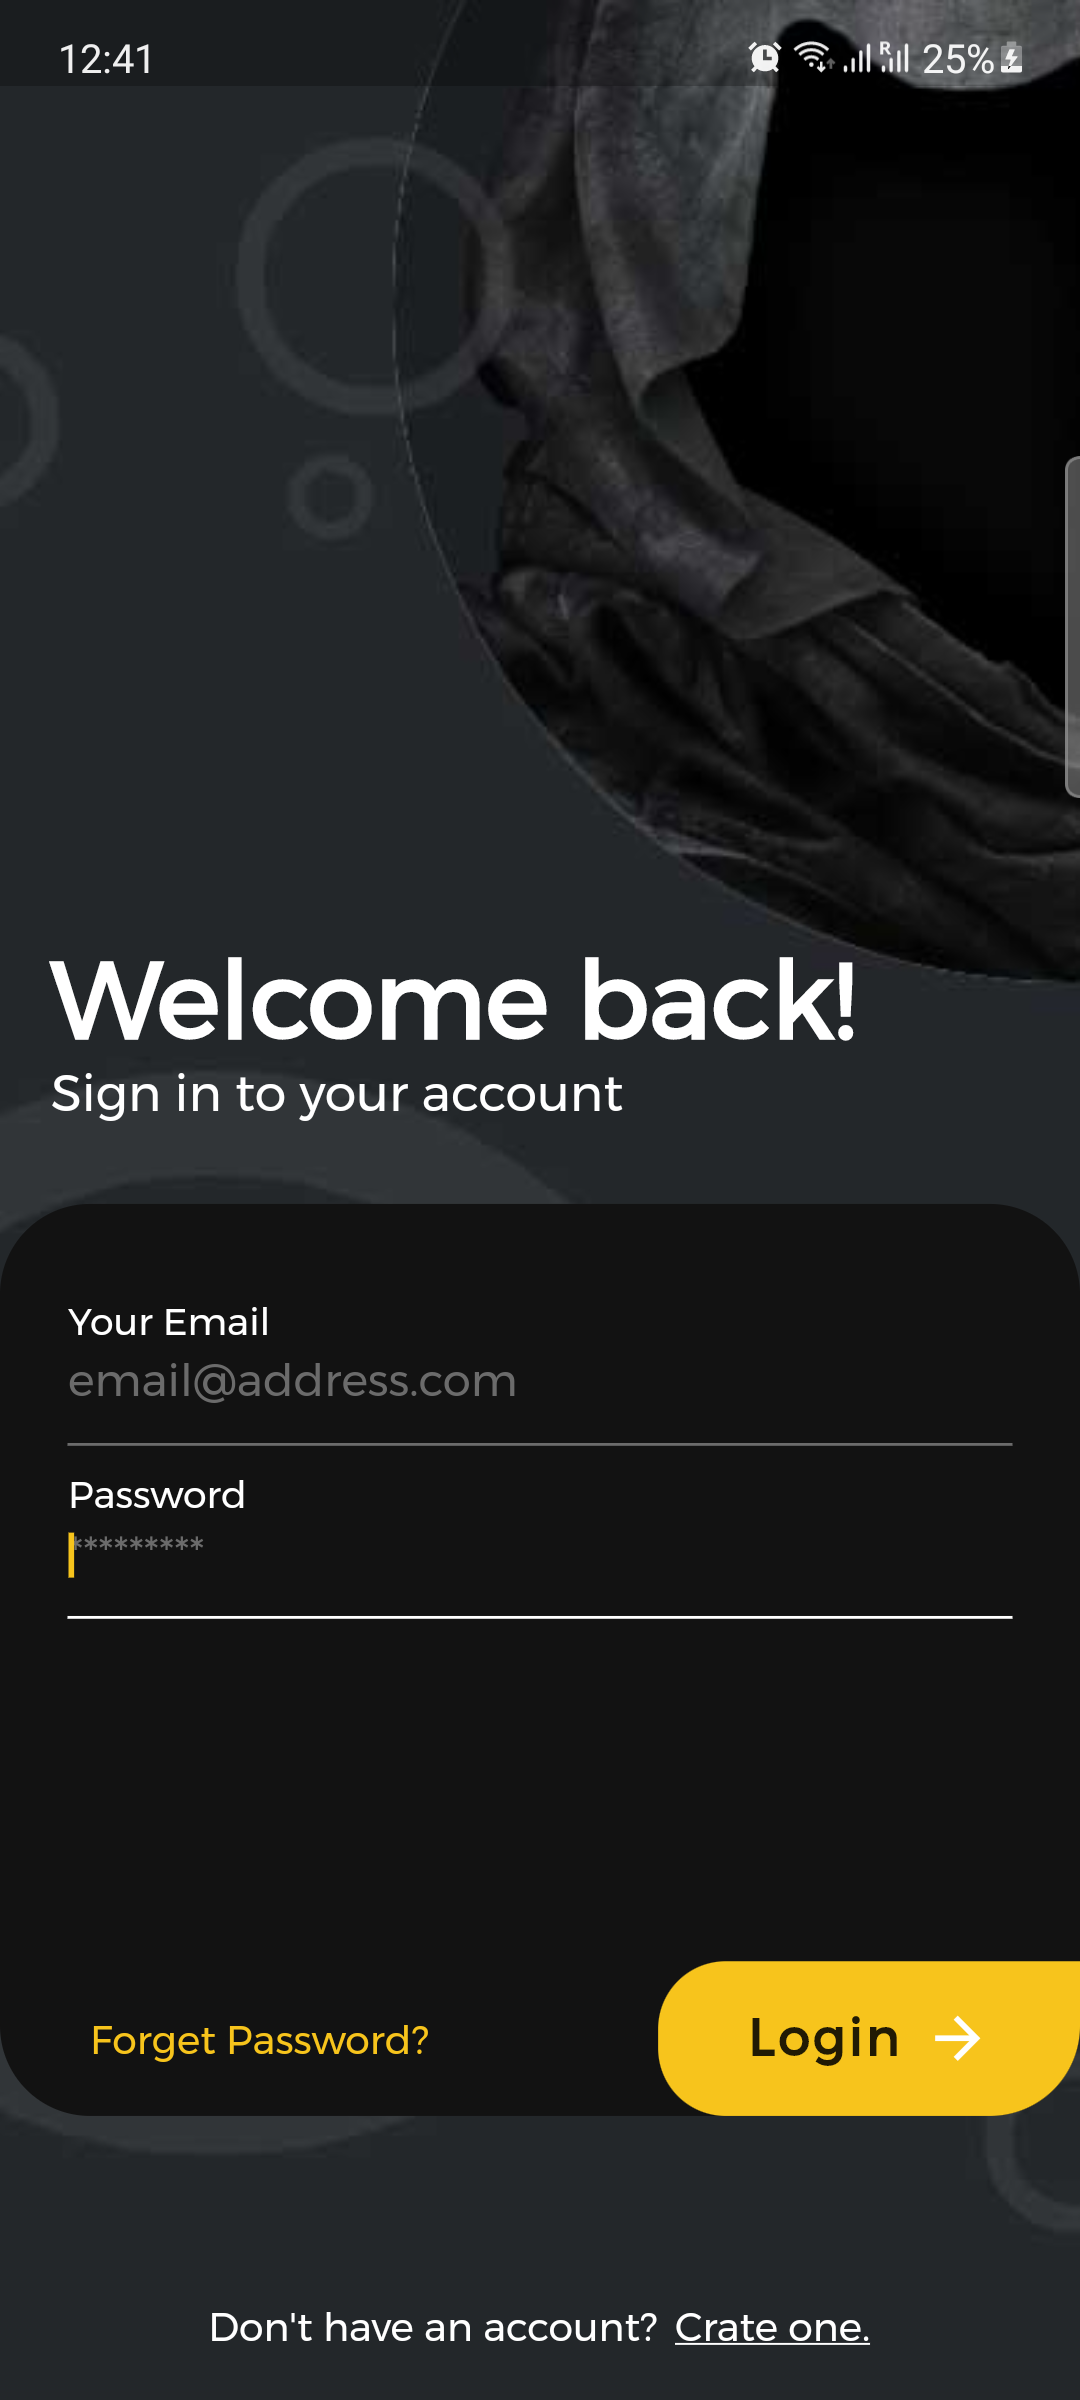 12:41
R 25%
Welcome back!
Sign in to your account
Your Email
email@address.com
Password
*********
Forget Password?
Login
Don't have an account? Crate one.